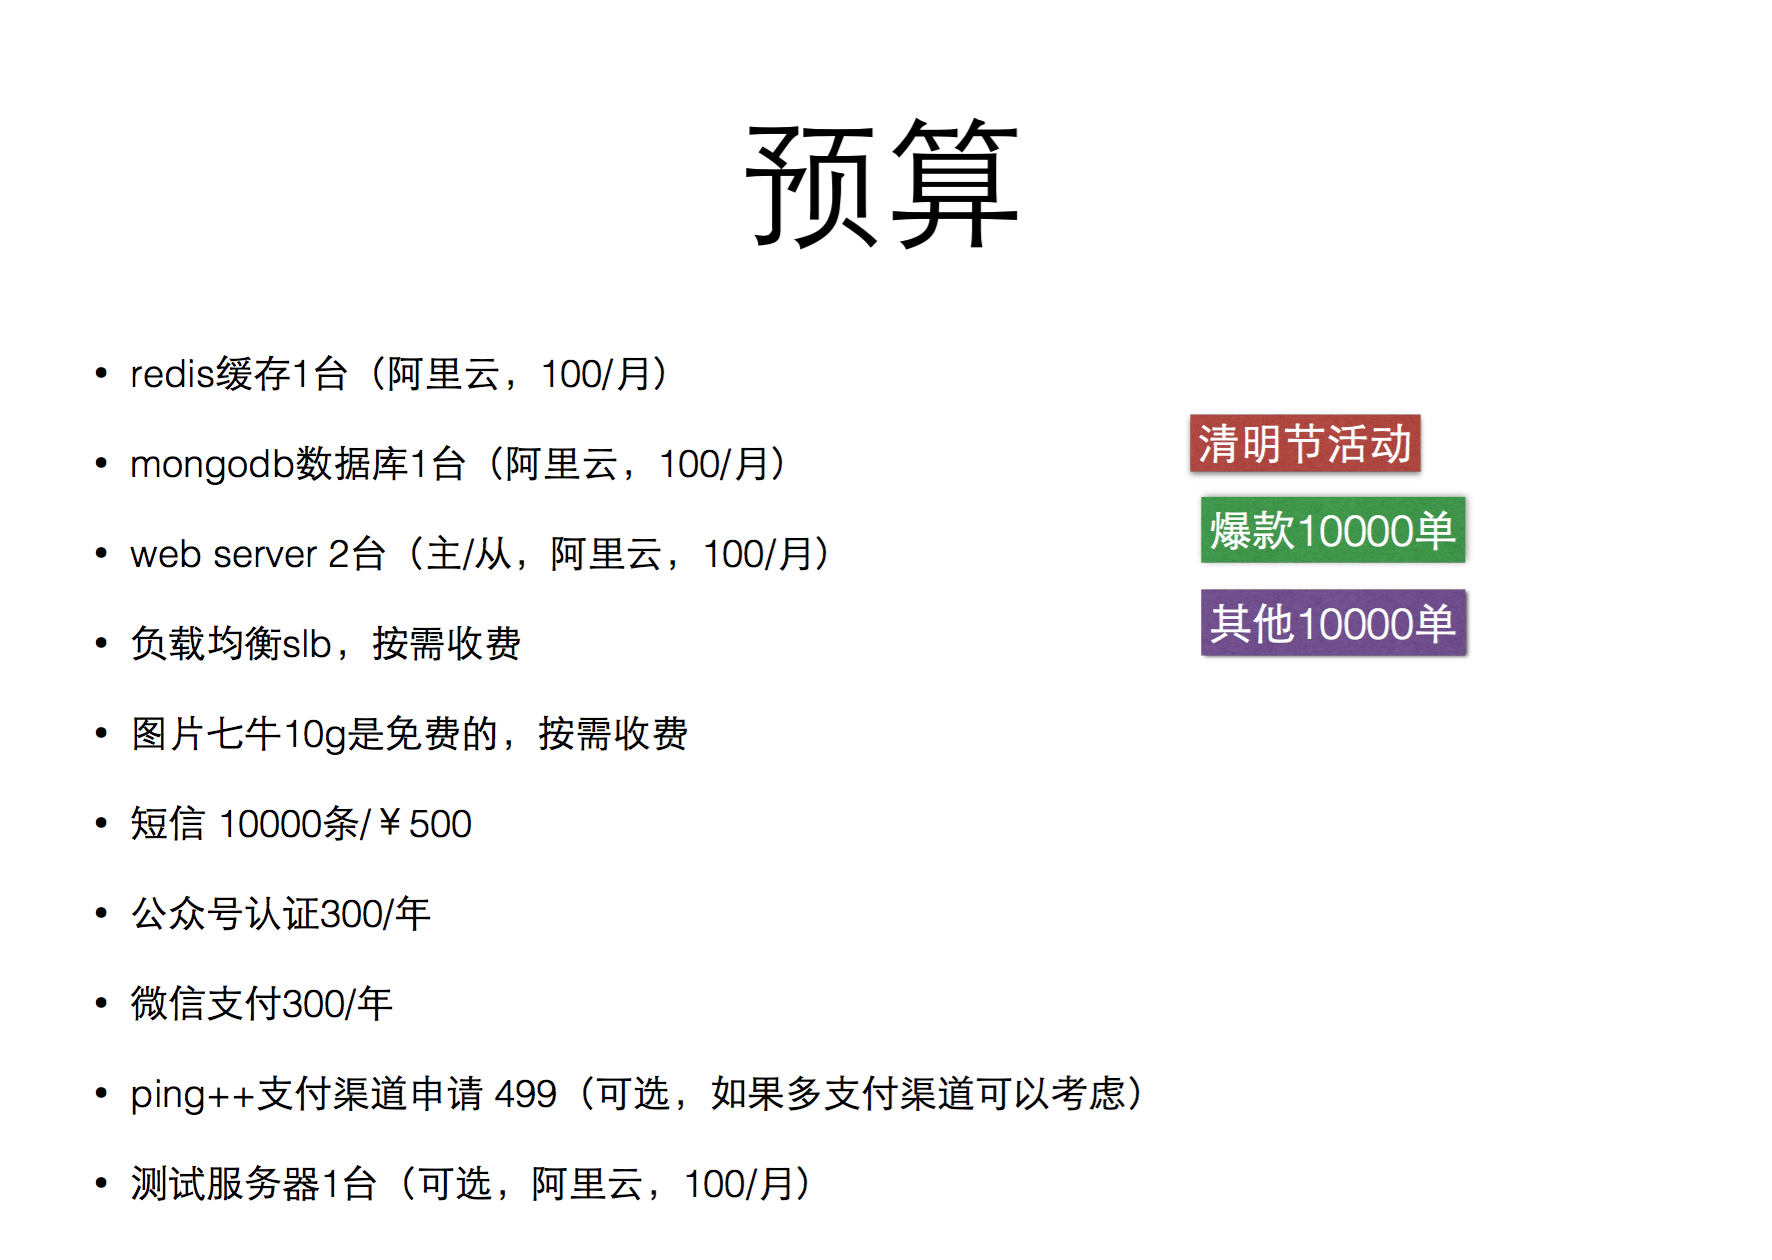 预算
• redis缓存1台（阿里云，100/月）
• mongodb数据库1台（阿里云，100/月）
• web server 2台（主/从，阿里云，100/月）
• 负载均衡slb，按需收费
• 图片七牛10g是免费的，按需收费
• 短信 10000条/￥500
• 公众号认证300/年
• 微信支付300/年
• ping++支付渠道申请 499（可选，如果多支付渠道可以考虑）
• 测试服务器1台（可选，阿里云，100/月）
清明节活动
爆款10000单
其他10000单